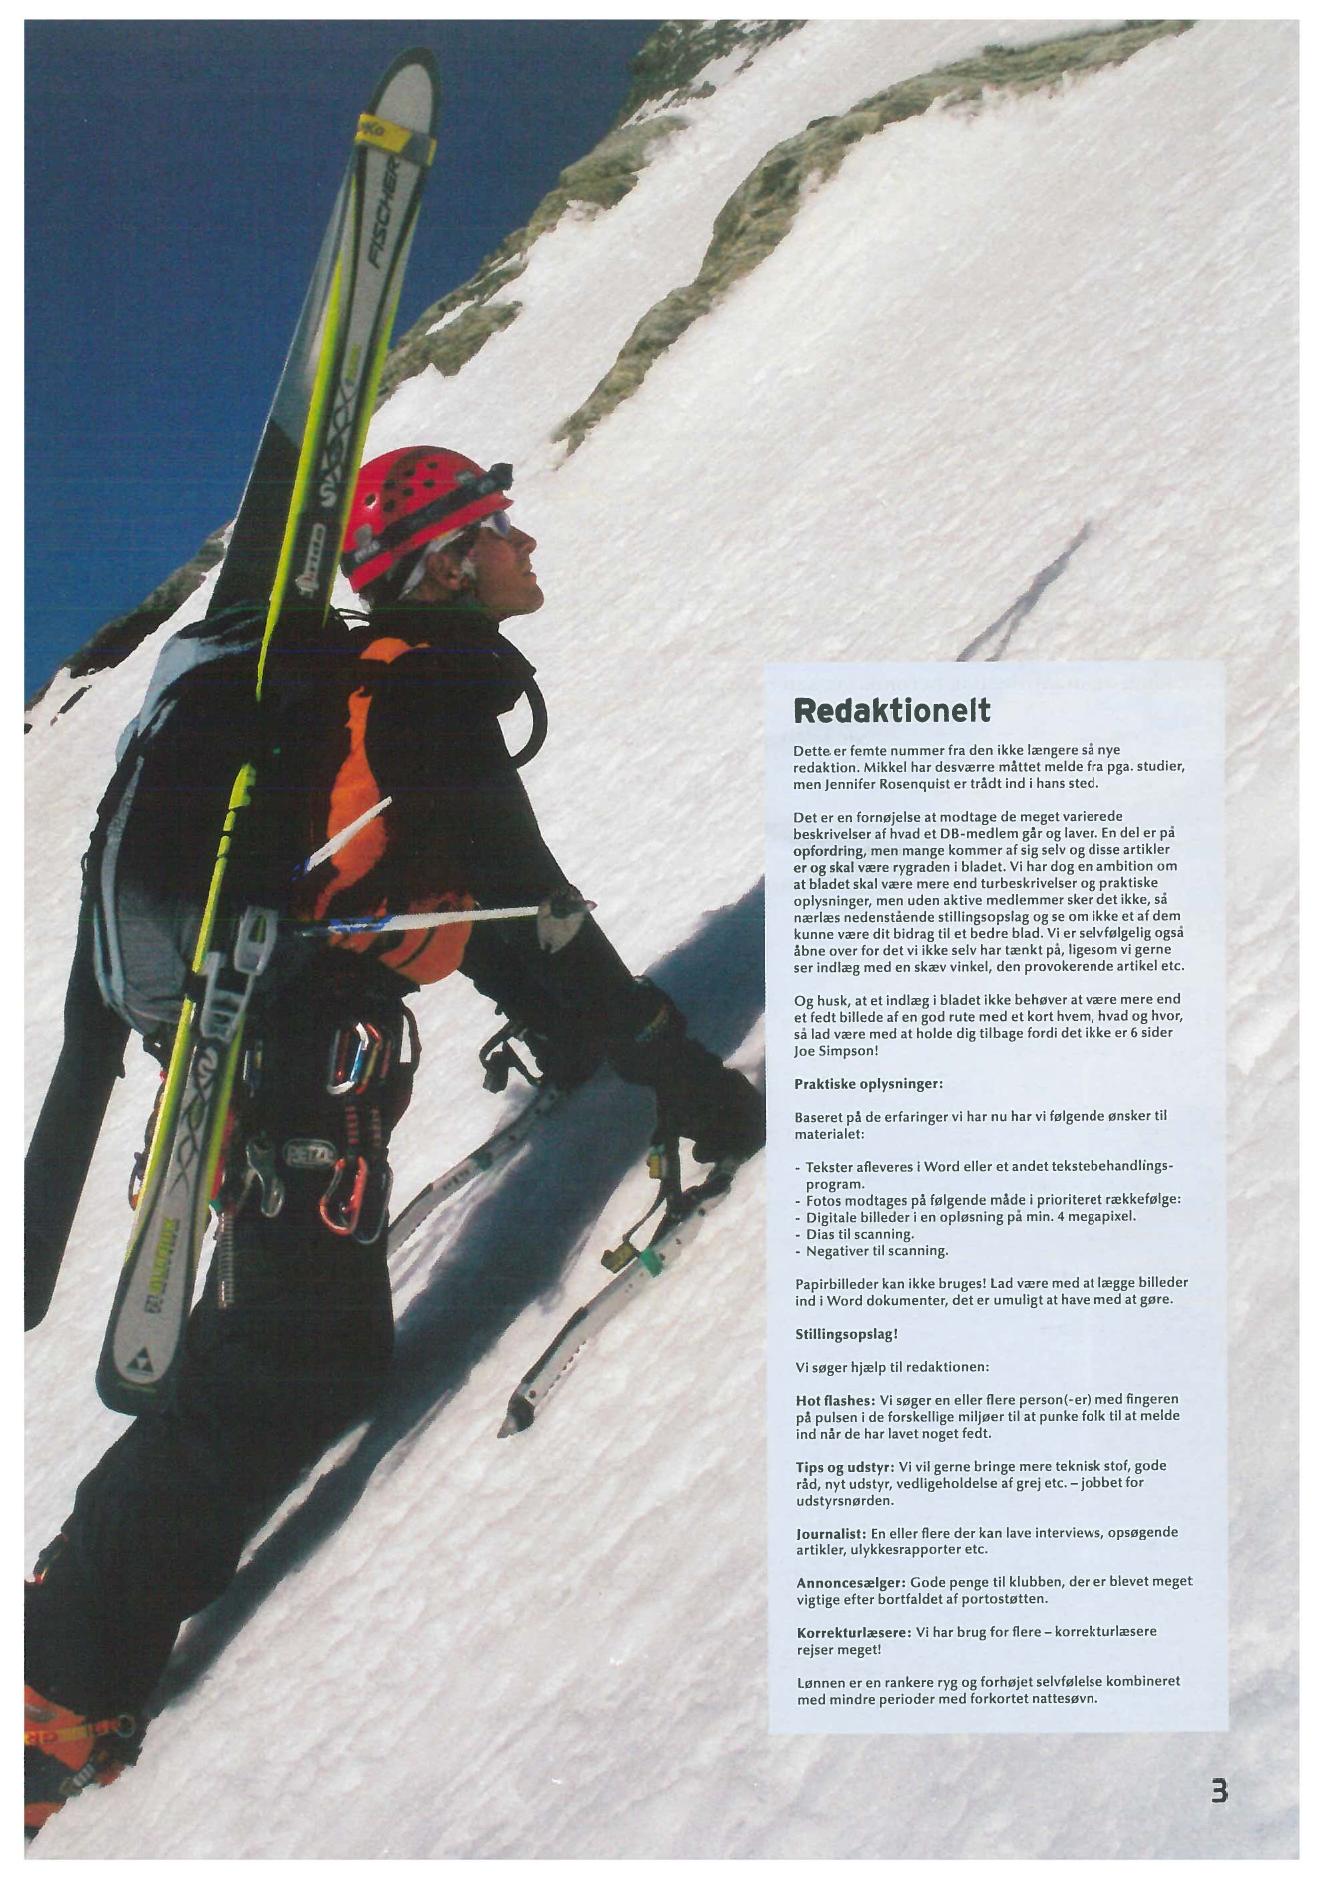 FISCHER
Redaktionelt
Dette er femte nummer fra den ikke længere så nye
redaktion. Mikkel har desværre måttet melde fra pga. studier,
men Jennifer Rosenquist er trådt ind i hans sted.
Det er en fornøjelse at modtage de meget varierede
beskrivelser af hvad et DB-medlem går og laver. En del er på
opfordring, men mange kommer af sig selv og disse artikler
er og skal være rygraden i bladet. Vi har dog en ambition om
at bladet skal være mere end turbeskrivelser og praktiske
oplysninger, men uden aktive medlemmer sker det ikke, så
nærlæs nedenstående stillingsopslag og se om ikke et af dem
kunne være dit bidrag til et bedre blad. Vi er selvfølgelig også
åbne over for det vi ikke selv har tænkt på, ligesom vi gerne
ser indlæg med en skæv vinkel, den provokerende artikel etc.
Og husk, at et indlæg i bladet ikke behøver at være mere end
et fedt billede af en god rute med et kort hvem, hvad og hvor,
så lad være med at holde dig tilbage fordi det ikke er 6 sider
Joe Simpson!
Praktiske oplysninger:
Baseret på de erfaringer vi har nu har vi følgende ønsker til
materialet:
- Tekster afleveres i Word eller et andet tekstebehandlings-
program.
- Fotos modtages på følgende måde i prioriteret rækkefølge:
- Digitale billeder i en opløsning på min. 4 megapixel.
- Dias til scanning.
- Negativer til scanning.
Papirbilleder kan ikke bruges! Lad være med at lægge billeder
ind i Word dokumenter, det er umuligt at have med at gøre.
Stillingsopslag!
Vi søger hjælp til redaktionen:
Hot flashes: Vi søger en eller flere person(-er) med fingeren
på pulsen i de forskellige miljøer til at punke folk til at melde
ind når de har lavet noget fedt.
Tips og udstyr: Vi vil gerne bringe mere teknisk stof, gode
råd, nyt udstyr, vedligeholdelse af grej etc. – jobbet for
udstyrsnørden.
Journalist: En eller flere der kan lave interviews, opsøgende
artikler, ulykkesrapporter etc.
Annoncesælger: Gode penge til klubben, der er blevet meget
vigtige efter bortfaldet af portostøtten.
Korrekturlæsere: Vi har brug for flere – korrekturlæsere
rejser meget!
Lønnen er en rankere ryg og forhøjet selvfølelse kombineret
med mindre perioder med forkortet nattesøvn.
3